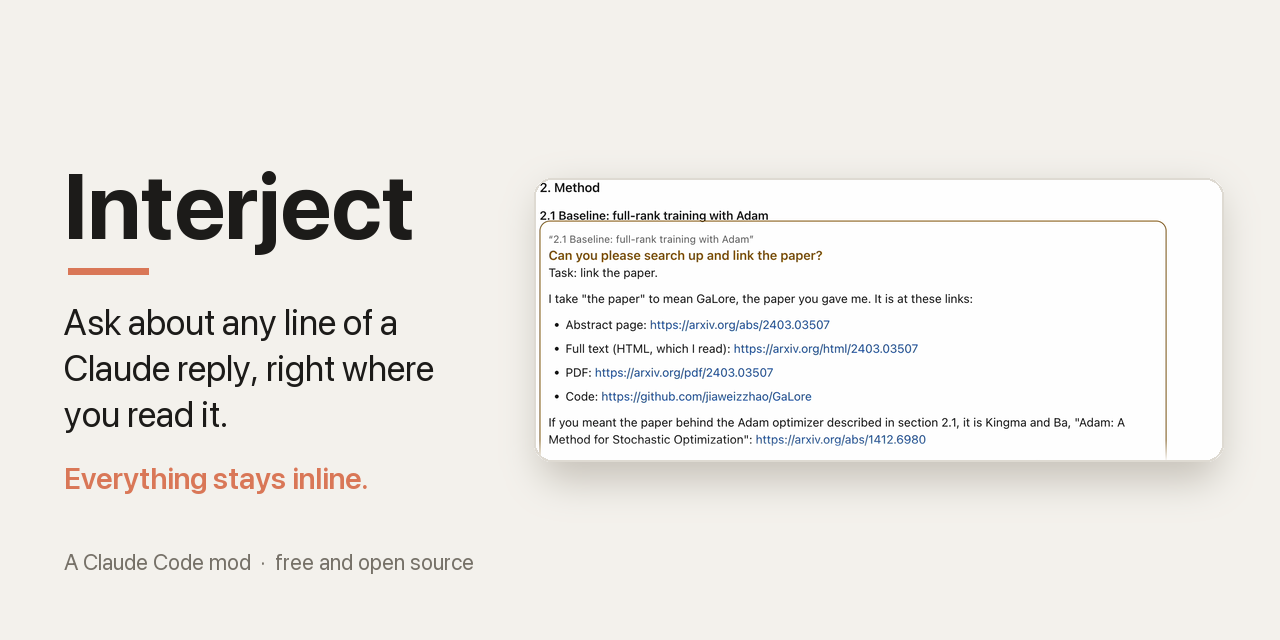 Interject
Ask about any line of a
Claude reply, right where
you read it.
Everything stays inline.
A Claude Code mod · free and open source
2. Method
2.1 Baseline: full-rank training with Adam
"2.1 Baseline: full-rank training with Adam"
Can you please search up and link the paper?
Task: link the paper.
I take "the paper" to mean GaLore, the paper you gave me. It is at these links:
• Abstract page: https://arxiv.org/abs/2403.03507
• Full text (HTML, which I read): https://arxiv.org/html/2403.03507
• PDF: https://arxiv.org/pdf/2403.03507
• Code: https://github.com/jiaweizzhao/GaLore
If you meant the paper behind the Adam optimizer described in section 2.1, it is Kingma and Ba, "Adam: A
Method for Stochastic Optimization": https://arxiv.org/abs/1412.6980